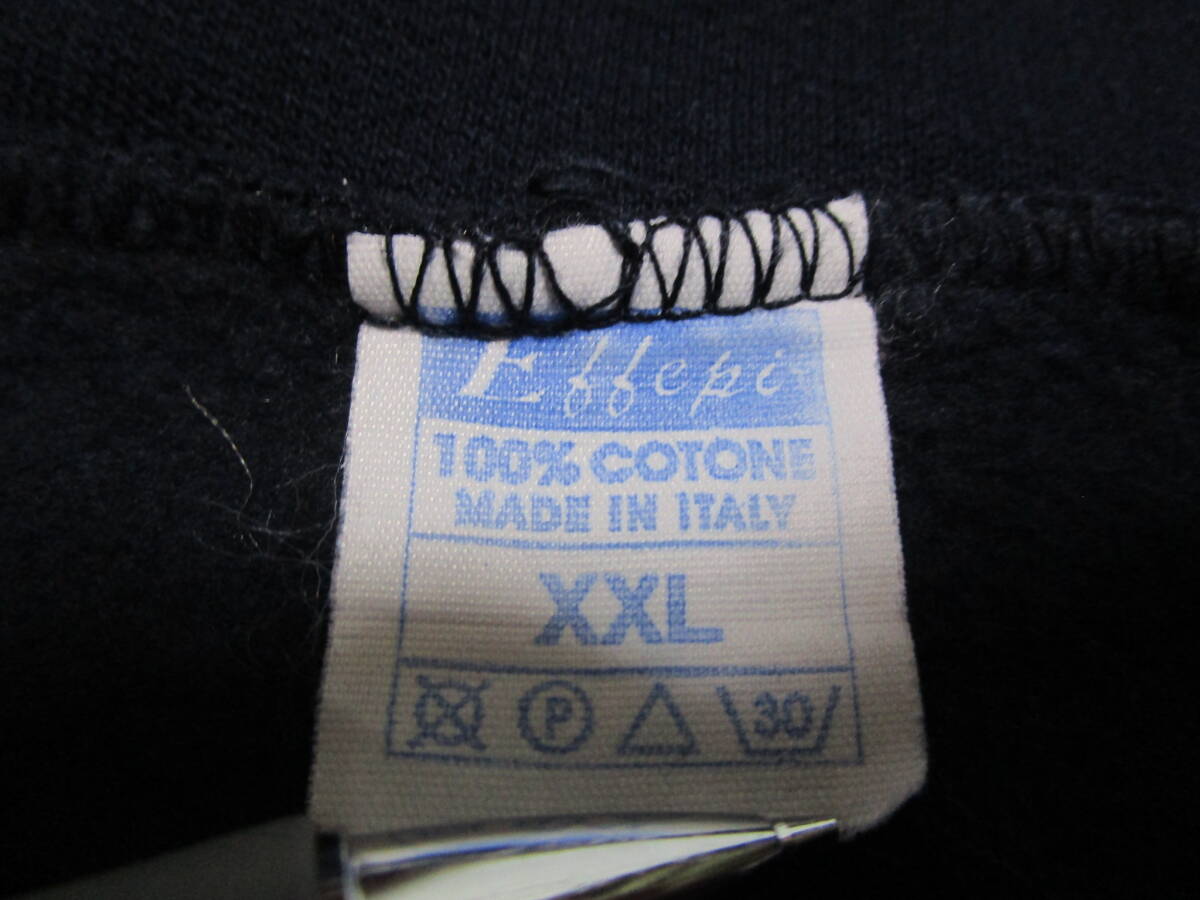 Effepi
100% COTONE
MADE IN ITALY
XXL
P 30